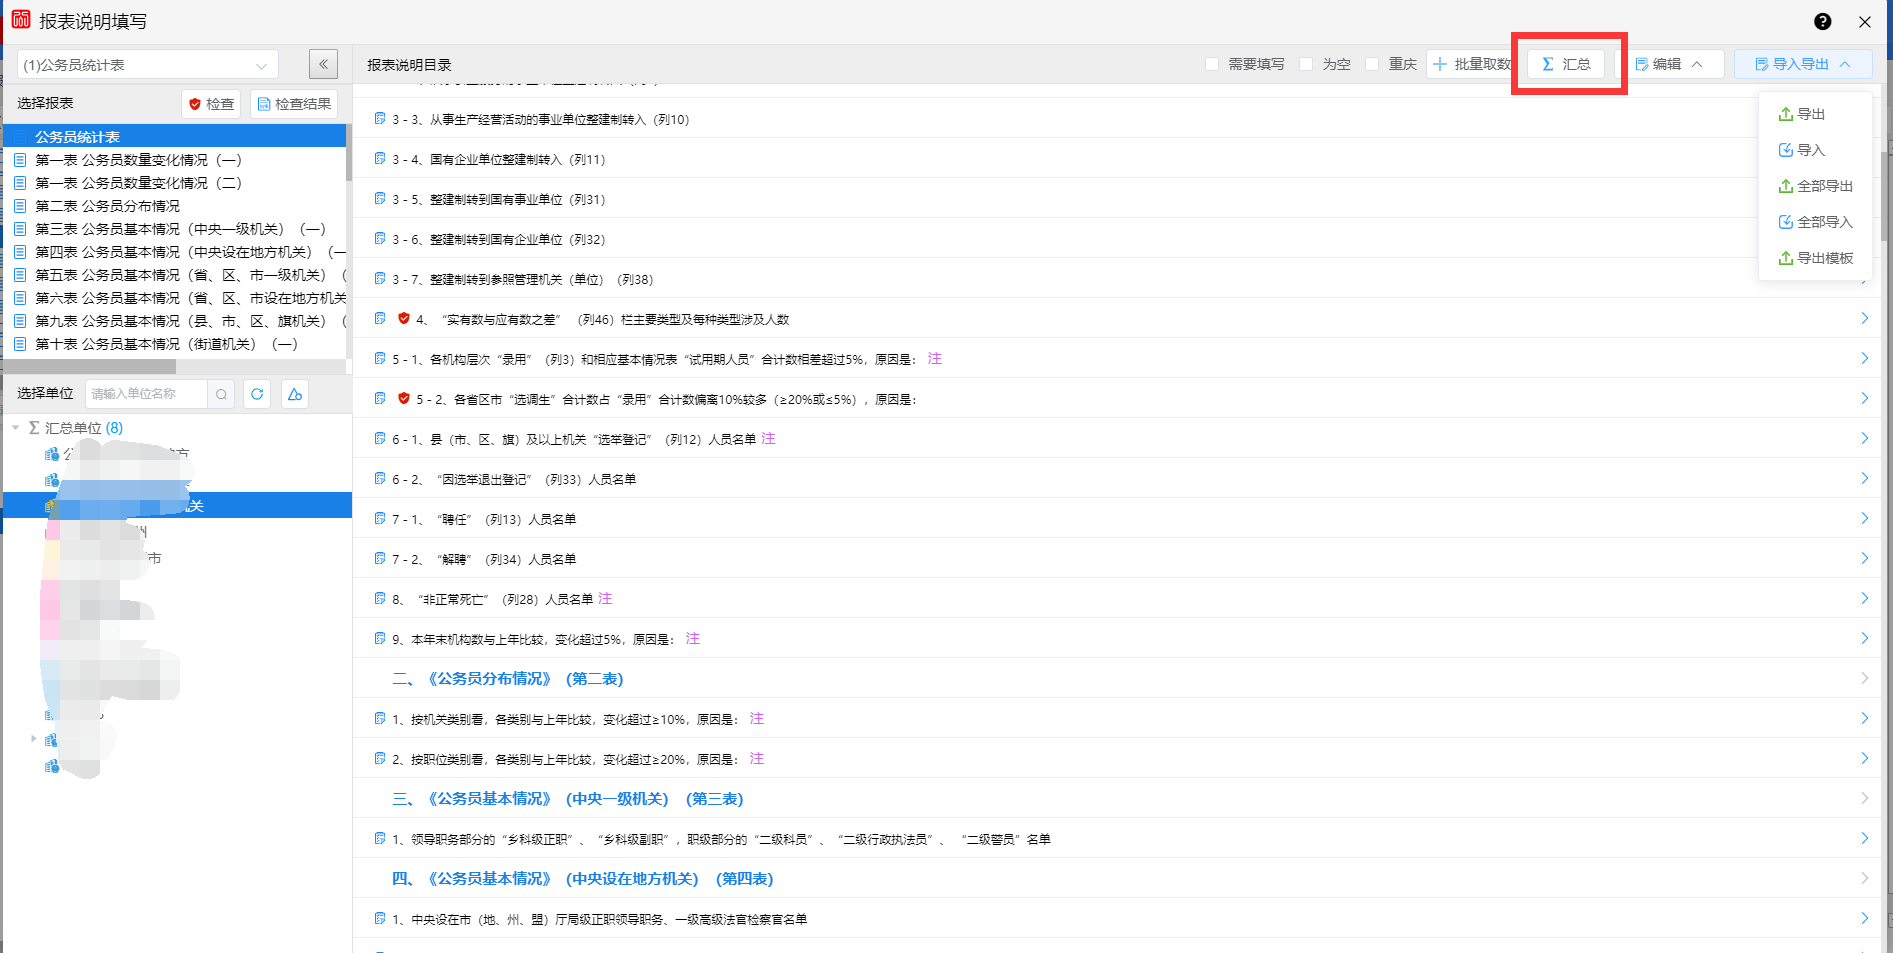 报表说明填写
(1)公务员统计表
选择报表
检查
检查结果
公务员统计表
第一表 公务员数量变化情况（一）
第一表 公务员数量变化情况（二）
第二表 公务员分布情况
第三表 公务员基本情况（中央一级机关）（一）
第四表 公务员基本情况（中央设在地方机关）（一
第五表 公务员基本情况（省、区、市一级机关）（
第六表 公务员基本情况（省、区、市设在地方机关
第九表 公务员基本情况（县、市、区、旗机关）（
第十表 公务员基本情况（街道机关）（一）
选择单位
请输入单位名称
汇总单位 (8)
方
机关
州
市
报表说明目录
需要填写
为空
重庆
批量取数
Σ 汇总
编辑
导入导出
导出
导入
全部导出
全部导入
导出模板
3 - 3、从事生产经营活动的事业单位整建制转入（列10）
3 - 4、国有企业单位整建制转入（列11）
3 - 5、整建制转到国有事业单位（列31）
3 - 6、整建制转到国有企业单位（列32）
3 - 7、整建制转到参照管理机关（单位）（列38）
4、“实有数与应有数之差”（列46）栏主要类型及每种类型涉及人数
5 - 1、各机构层次“录用”（列3）和相应基本情况表“试用期人员”合计数相差超过5%，原因是： 注
5 - 2、各省区市“选调生”合计数占“录用”合计数偏离10%较多（≥20%或≤5%），原因是：
6 - 1、县（市、区、旗）及以上机关“选举登记”（列12）人员名单 注
6 - 2、“因选举退出登记”（列33）人员名单
7 - 1、“聘任”（列13）人员名单
7 - 2、“解聘”（列34）人员名单
8、“非正常死亡”（列28）人员名单 注
9、本年末机构数与上年比较，变化超过5%，原因是： 注
二、《公务员分布情况》（第二表）
1、按机关类别看，各类别与上年比较，变化超过≥10%，原因是： 注
2、按职位类别看，各类别与上年比较，变化超过≥20%，原因是： 注
三、《公务员基本情况》（中央一级机关）（第三表）
1、领导职务部分的“乡科级正职”、“乡科级副职”，职级部分的“二级科员”、“二级行政执法员”、“二级警员”名单
四、《公务员基本情况》（中央设在地方机关）（第四表）
1、中央设在市（地、州、盟）厅局级正职领导职务、一级高级法官检察官名单